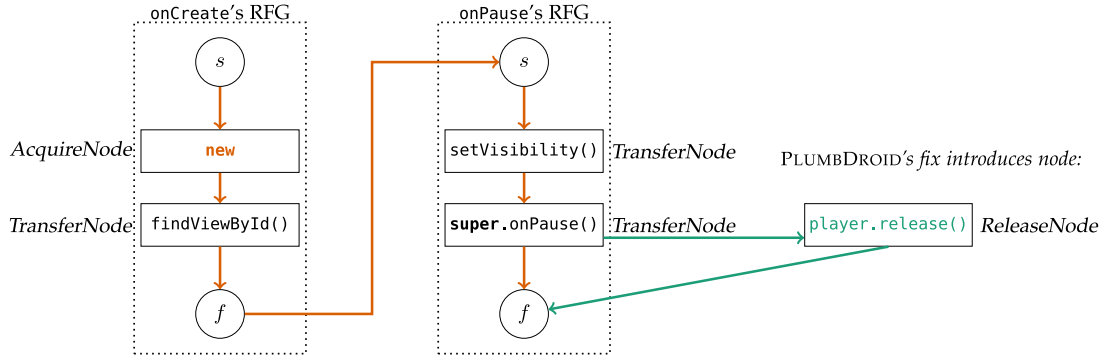 onCreate's RFG
onPause's RFG
s
s
AcquireNode
new
setVisibility()
TransferNode
PLUMBDROID's fix introduces node:
TransferNode
findViewById()
super.onPause()
TransferNode
player.release()
ReleaseNode
f
f